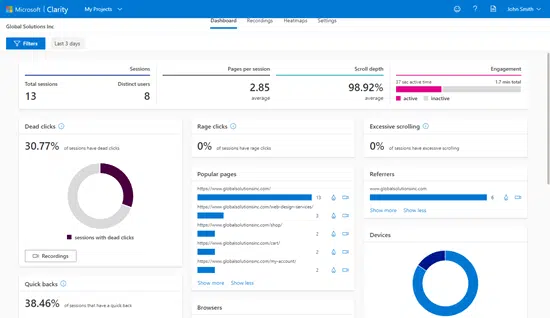 Microsoft | Clarity
My Projects
John Smith
Global Solutions Inc
Dashboard
Recordings
Heatmaps
Settings
Filters
Last 3 days
Sessions
Total sessions
13
Distinct users
8
Pages per session
2.85
average
Scroll depth
98.92%
average
Engagement
37 sec active time
1.7 min total
active
inactive
Dead clicks
30.77%
of sessions have dead clicks
sessions with dead clicks
Recordings
Quick backs
38.46%
of sessions that have a quick back
Rage clicks
0%
of sessions have rage clicks
Popular pages
https://www.globalsolutionsinc.com/
13
https://www.globalsolutionsinc.com/web-design-services/
3
https://www.globalsolutionsinc.com/shop/
2
https://www.globalsolutionsinc.com/cart/
2
https://www.globalsolutionsinc.com/my-account/
2
Show more
Show less
Browsers
Excessive scrolling
0%
of sessions have excessive scrolling
Referrers
www.globalsolutionsinc.com
Show more
Show less
Devices